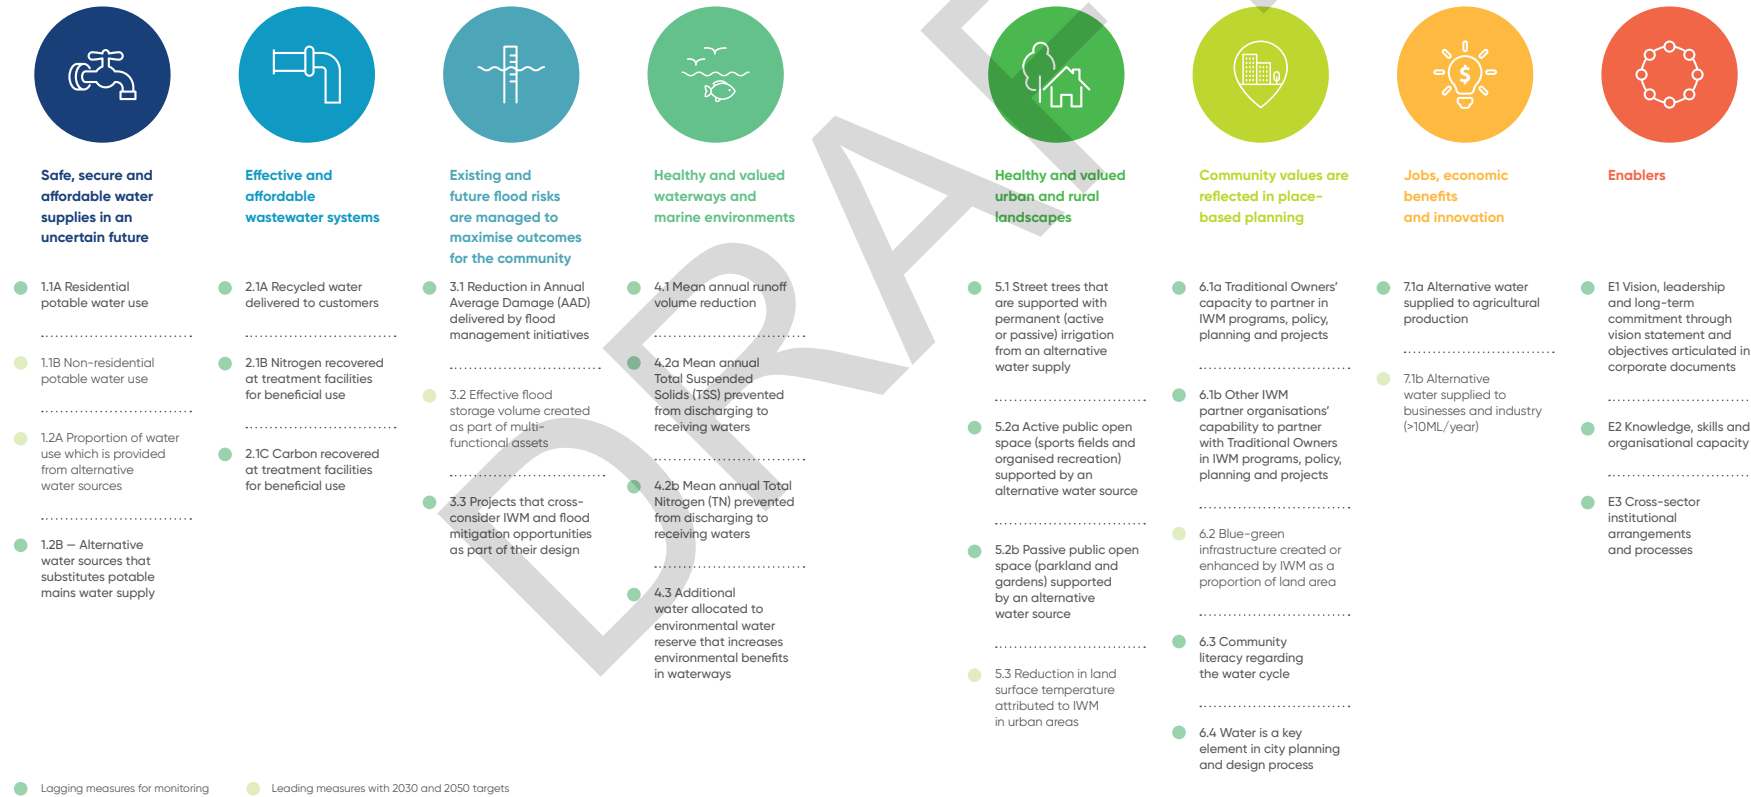 Safe, secure and
affordable water
supplies in an
uncertain future
1.1A Residential
potable water use
1.1B Non-residential
potable water use
1.2A Proportion of water
use which is provided
from alternative
water sources
1.2B – Alternative
water sources that
substitutes potable
mains water supply
Effective and
affordable
wastewater systems
2.1A Recycled water
delivered to customers
2.1B Nitrogen recovered
at treatment facilities
for beneficial use
2.1C Carbon recovered
at treatment facilities
for beneficial use
Existing and
future flood risks
are managed to
maximise outcomes
for the community
3.1 Reduction in Annual
Average Damage (AAD)
delivered by flood
management initiatives
3.2 Effective flood
storage volume created
as part of multi-
functional assets
3.3 Projects that cross-
consider IWM and flood
mitigation opportunities
as part of their design
Healthy and valued
waterways and
marine environments
4.1 Mean annual runoff
volume reduction
4.2a Mean annual
Total Suspended
Solids (TSS) prevented
from discharging to
receiving waters
4.2b Mean annual Total
Nitrogen (TN) prevented
from discharging to
receiving waters
4.3 Additional
water allocated to
environmental water
reserve that increases
environmental benefits
in waterways
Healthy and valued
urban and rural
landscapes
5.1 Street trees that
are supported with
permanent (active
or passive) irrigation
from an alternative
water supply
5.2a Active public open
space (sports fields and
organised recreation)
supported by an
alternative water source
5.2b Passive public open
space (parkland and
gardens) supported
by an alternative
water source
5.3 Reduction in land
surface temperature
attributed to IWM
in urban areas
Community values are
reflected in place-
based planning
6.1a Traditional Owners'
capacity to partner in
IWM programs, policy,
planning and projects
6.1b Other IWM
partner organisations'
capability to partner
with Traditional Owners
in IWM programs, policy,
planning and projects
6.2 Blue-green
infrastructure created or
enhanced by IWM as a
proportion of land area
6.3 Community
literacy regarding
the water cycle
6.4 Water is a key
element in city planning
and design process
$
Jobs, economic
benefits
and innovation
7.1a Alternative water
supplied to agricultural
production
7.1b Alternative
water supplied to
businesses and industry
(>10ML/year)
Enablers
E1 Vision, leadership
and long-term
commitment through
vision statement and
objectives articulated in
corporate documents
E2 Knowledge, skills and
organisational capacity
E3 Cross-sector
institutional
arrangements
and processes
Lagging measures for monitoring
Leading measures with 2030 and 2050 targets
DRAF